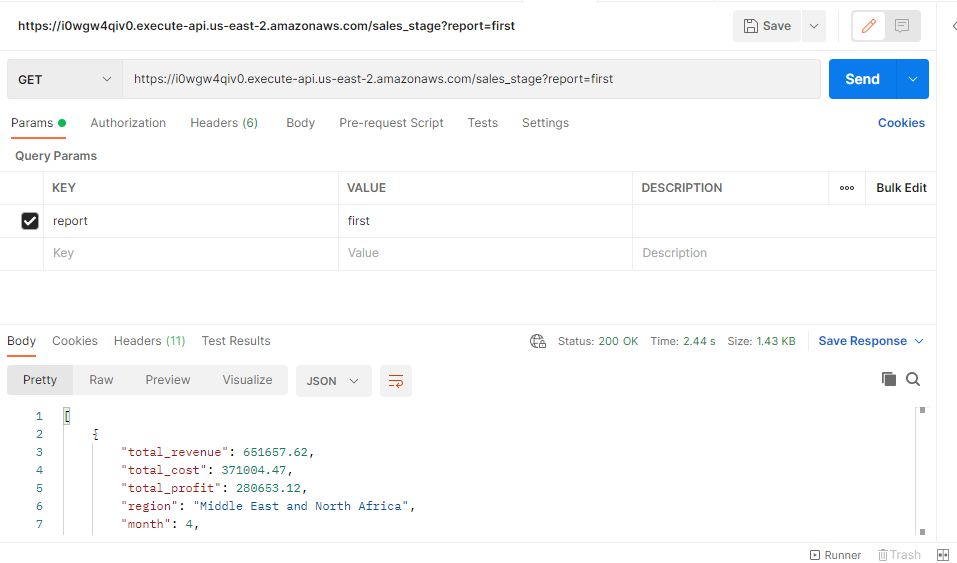 https://i0wgw4qiv0.execute-api.us-east-2.amazonaws.com/sales_stage?report=first
Save
GET
https://i0wgw4qiv0.execute-api.us-east-2.amazonaws.com/sales_stage?report=first
Send
Params Authorization Headers (6) Body Pre-request Script Tests Settings Cookies
Query Params
KEY VALUE DESCRIPTION ooo Bulk Edit
report first
Key Value Description
Body Cookies Headers (11) Test Results Status: 200 OK Time: 2.44 s Size: 1.43 KB Save Response
Pretty Raw Preview Visualize JSON
1 [
2 {
3 "total_revenue": 651657.62,
4 "total_cost": 371004.47,
5 "total_profit": 280653.12,
6 "region": "Middle East and North Africa",
7 "month": 4,
Runner Trash